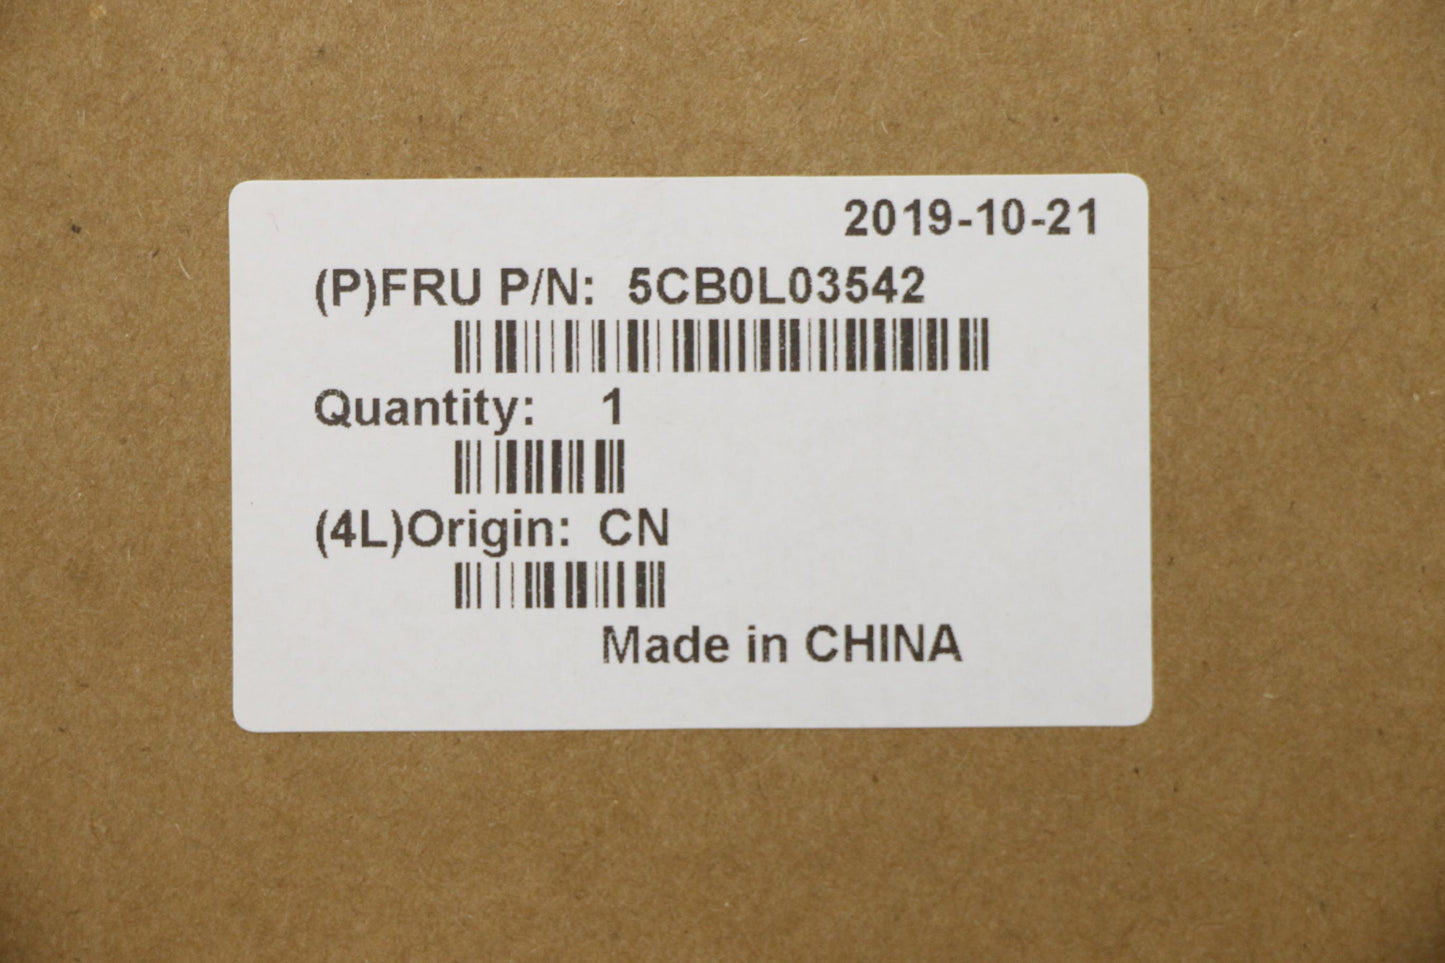 2019-10-21
(P)FRU P/N: 5CB0L03542
Quantity: 1
(4L)Origin: CN
Made in CHINA